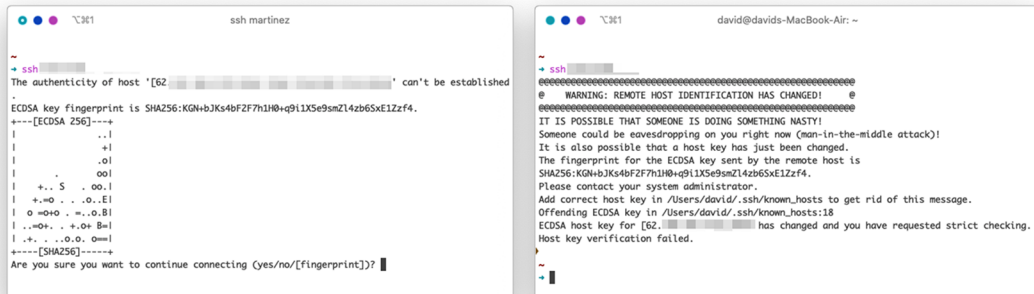 ⌥⌘1
ssh martinez
~
→ ssh
The authenticity of host '[62.' can't be established
.
ECDSA key fingerprint is SHA256:KGN+bJKs4bF2F7h1H0+q9i1X5e9smZl4zb6SxE1Zzf4.
+---[ECDSA 256]---+
| ..|
| +|
| .o|
| . oo|
| +.. S . oo.|
| +.=o . . .o..E|
| o =o+o . =..o.B|
| ..=o+. . +.o+ B=|
| .+. . ..o.o. o==|
+----[SHA256]-----+
Are you sure you want to continue connecting (yes/no/[fingerprint])?
⌥⌘1
david@davids-MacBook-Air: ~
~
→ ssh
@@@@@@@@@@@@@@@@@@@@@@@@@@@@@@@@@@@@@@@@@@@@@@@@@@@@@@@@@@@
@ WARNING: REMOTE HOST IDENTIFICATION HAS CHANGED! @
@@@@@@@@@@@@@@@@@@@@@@@@@@@@@@@@@@@@@@@@@@@@@@@@@@@@@@@@@@@
IT IS POSSIBLE THAT SOMEONE IS DOING SOMETHING NASTY!
Someone could be eavesdropping on you right now (man-in-the-middle attack)!
It is also possible that a host key has just been changed.
The fingerprint for the ECDSA key sent by the remote host is
SHA256:KGN+bJKs4bF2F7h1H0+q9i1X5e9smZl4zb6SxE1Zzf4.
Please contact your system administrator.
Add correct host key in /Users/david/.ssh/known_hosts to get rid of this message.
Offending ECDSA key in /Users/david/.ssh/known_hosts:18
ECDSA host key for [62. has changed and you have requested strict checking.
Host key verification failed.
~
→